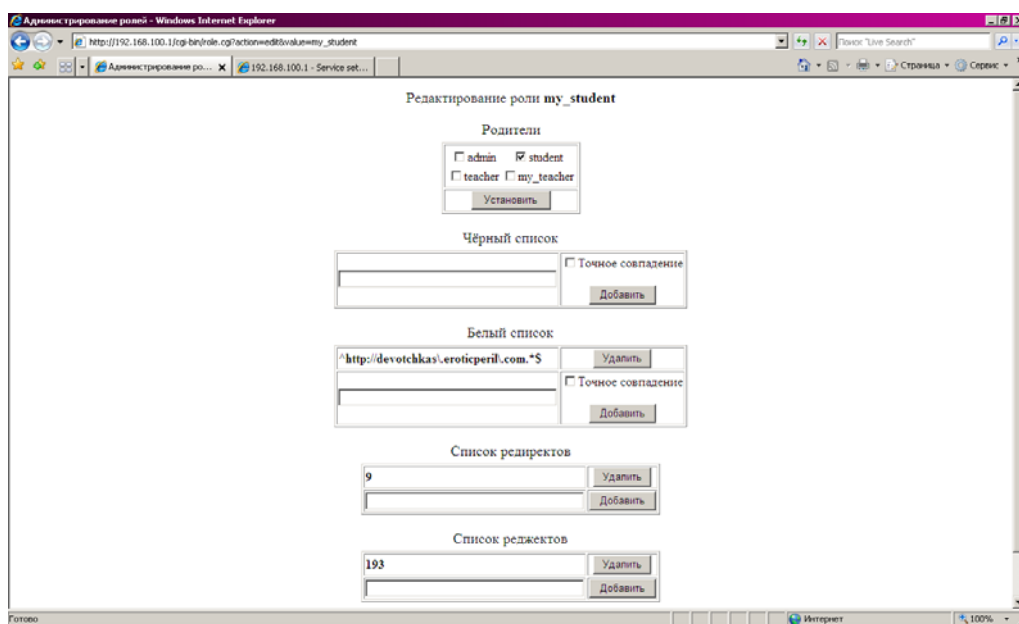 Администрирование ролей - Windows Internet Explorer
http://192.168.100.1/cgi-bin/role.cgi?action=edit&value=my_student
Поиск "Live Search"
Администрирование ро... 192.168.100.1 - Service set...
Страница Сервис
Редактирование роли my_student
Родители
admin student
teacher my_teacher
Установить
Чёрный список
Точное совпадение
Добавить
Белый список
^http://devotchkas\.eroticperil\.com.*$ Удалить
Точное совпадение
Добавить
Список редиректов
9 Удалить
Добавить
Список реджектов
193 Удалить
Добавить
Готово Интернет 100%